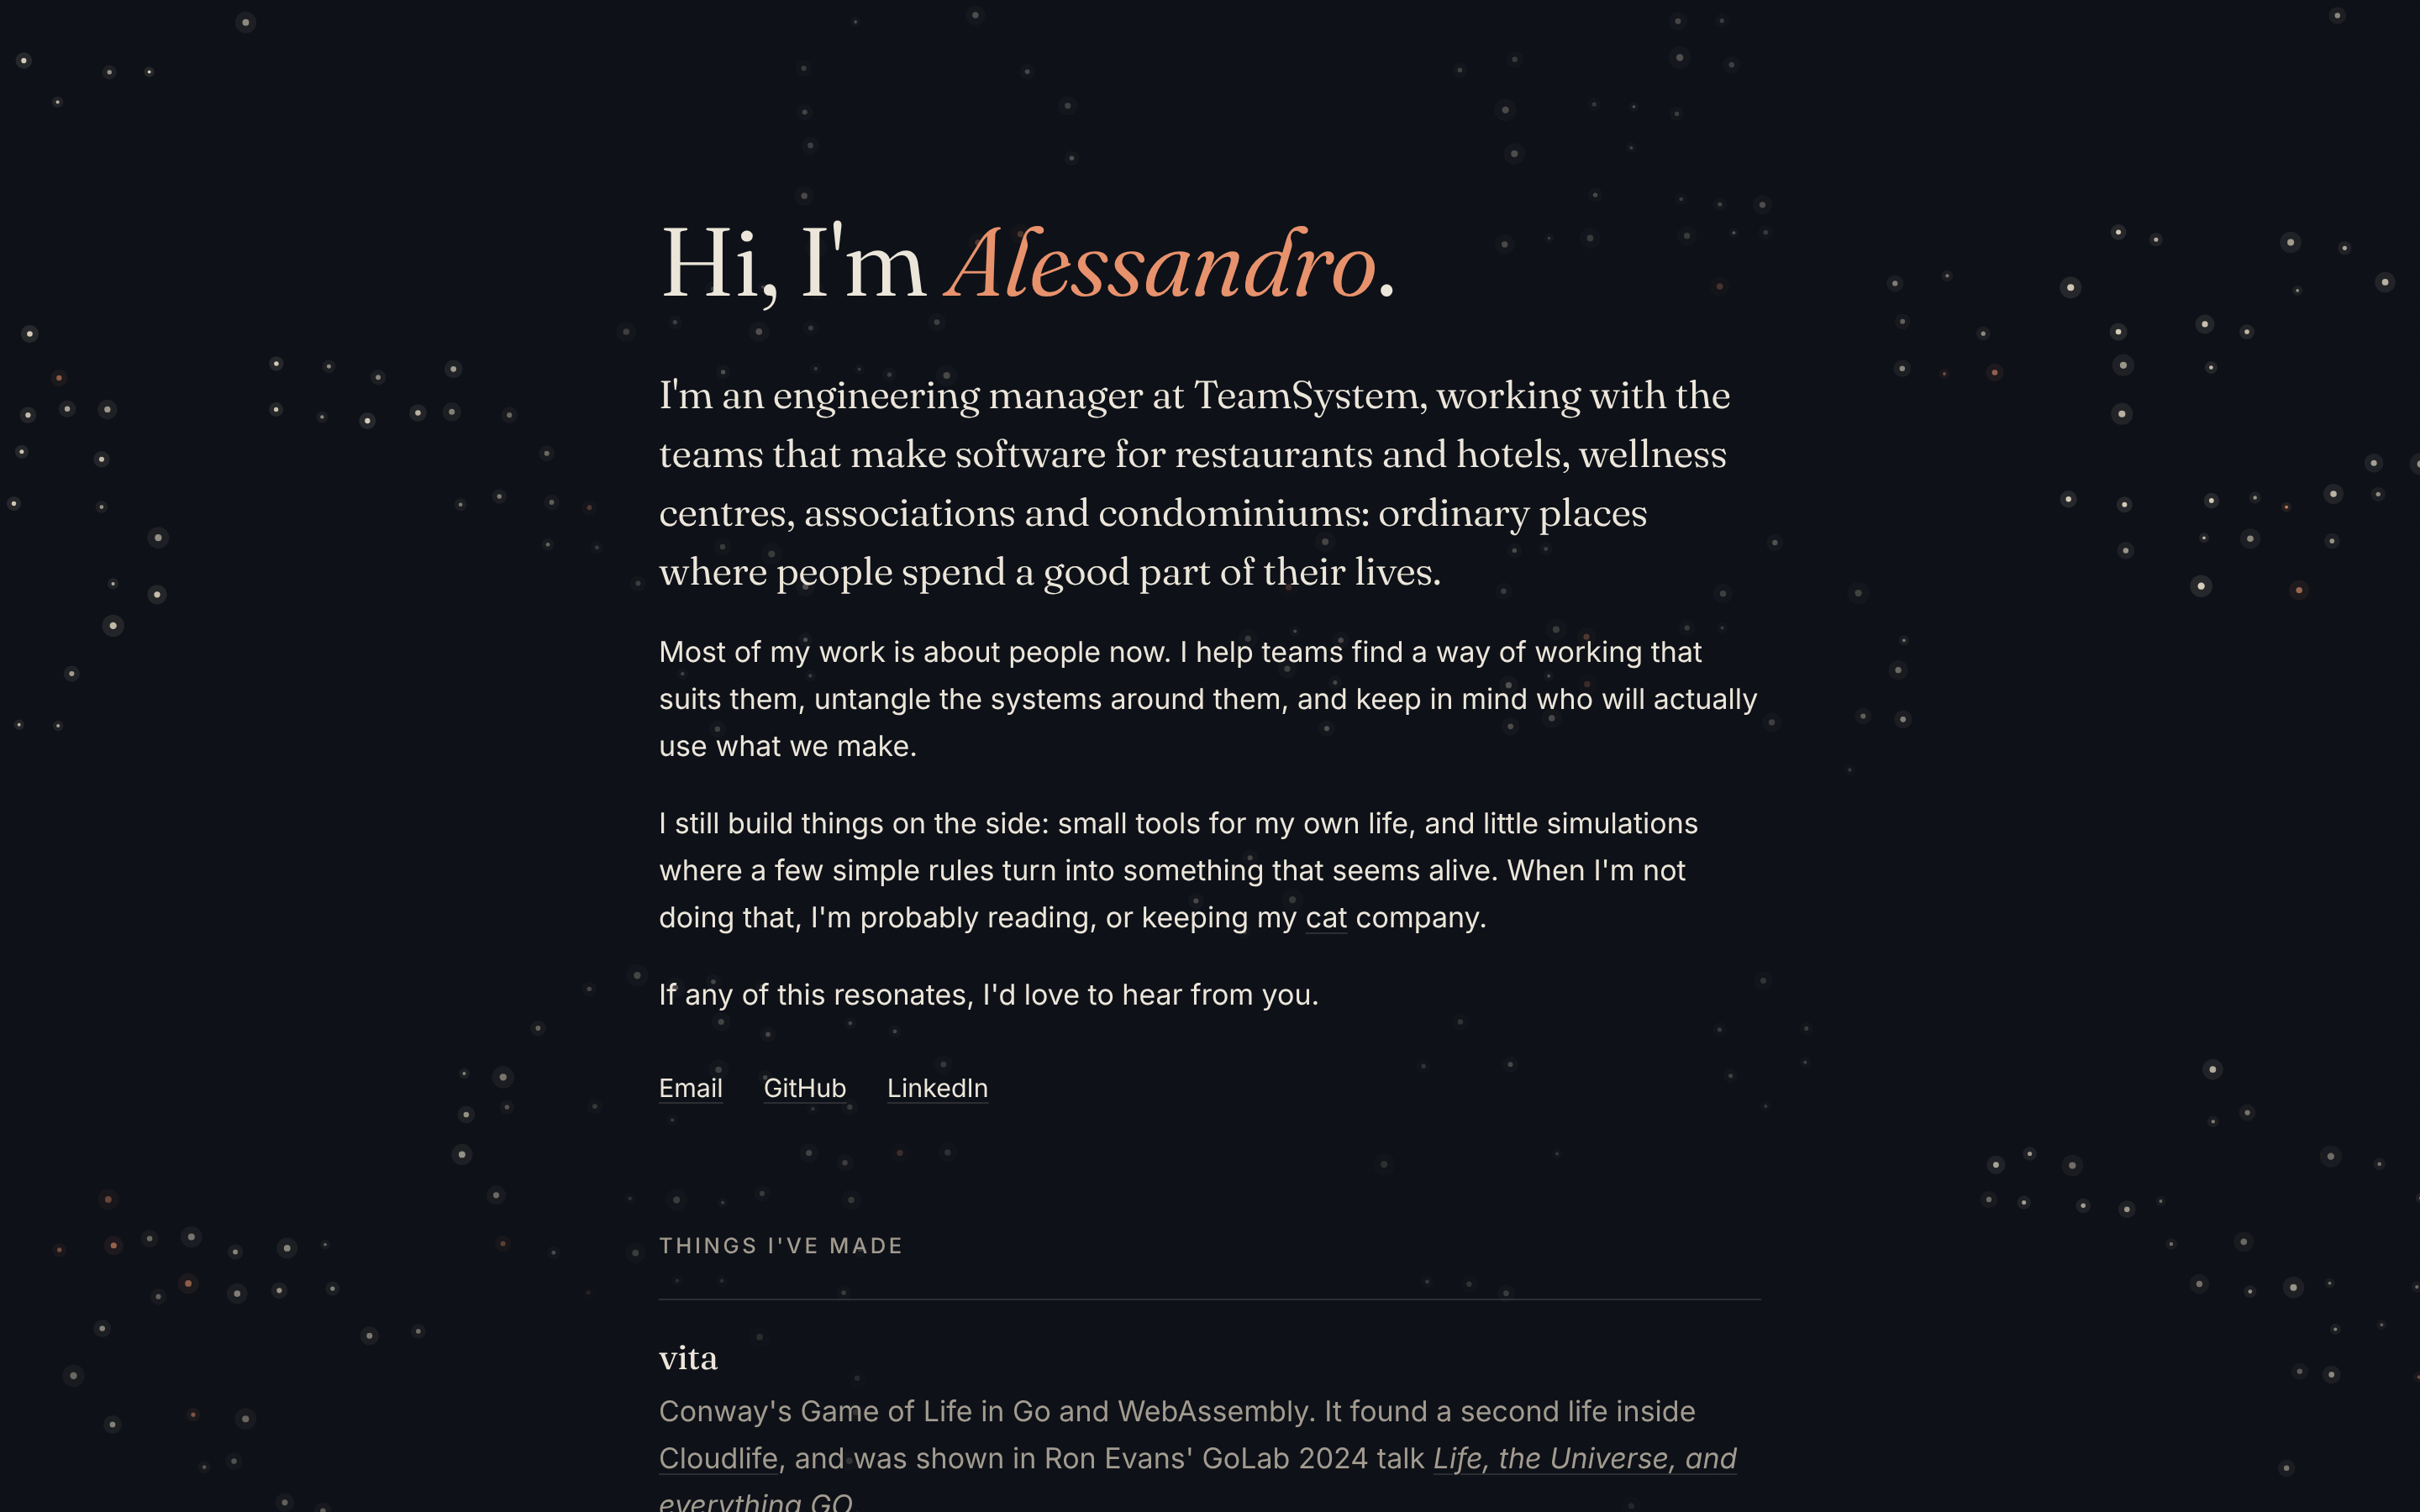 Hi, I'm Alessandro.
I'm an engineering manager at TeamSystem, working with the
teams that make software for restaurants and hotels, wellness
centres, associations and condominiums: ordinary places
where people spend a good part of their lives.
Most of my work is about people now. I help teams find a way of working that
suits them, untangle the systems around them, and keep in mind who will actually
use what we make.
I still build things on the side: small tools for my own life, and little simulations
where a few simple rules turn into something that seems alive. When I'm not
doing that, I'm probably reading, or keeping my cat company.
If any of this resonates, I'd love to hear from you.
Email GitHub LinkedIn
THINGS I'VE MADE
vita
Conway's Game of Life in Go and WebAssembly. It found a second life inside
Cloudlife, and was shown in Ron Evans' GoLab 2024 talk Life, the Universe, and
everything GO.